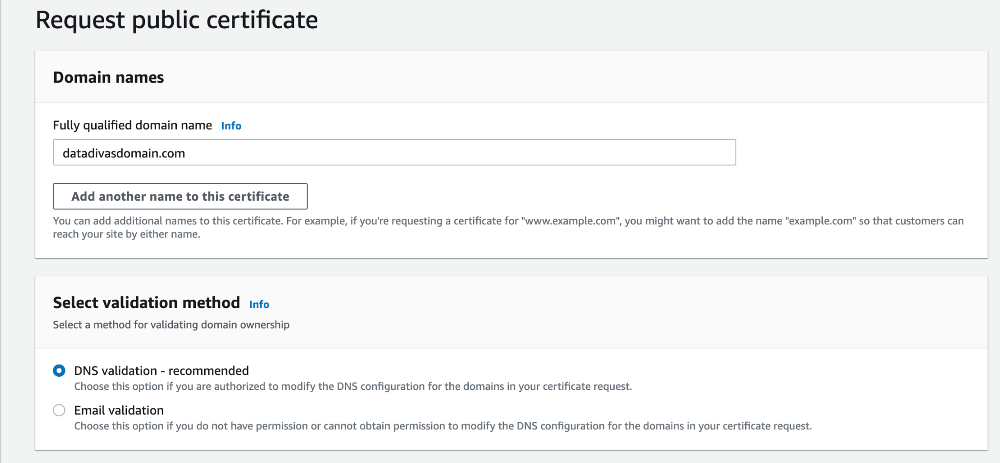 Request public certificate
Domain names
Fully qualified domain name Info
datadivasdomain.com
Add another name to this certificate
You can add additional names to this certificate. For example, if you're requesting a certificate for "www.example.com", you might want to add the name "example.com" so that customers can
reach your site by either name.
Select validation method Info
Select a method for validating domain ownership
DNS validation - recommended
Choose this option if you are authorized to modify the DNS configuration for the domains in your certificate request.
Email validation
Choose this option if you do not have permission or cannot obtain permission to modify the DNS configuration for the domains in your certificate request.